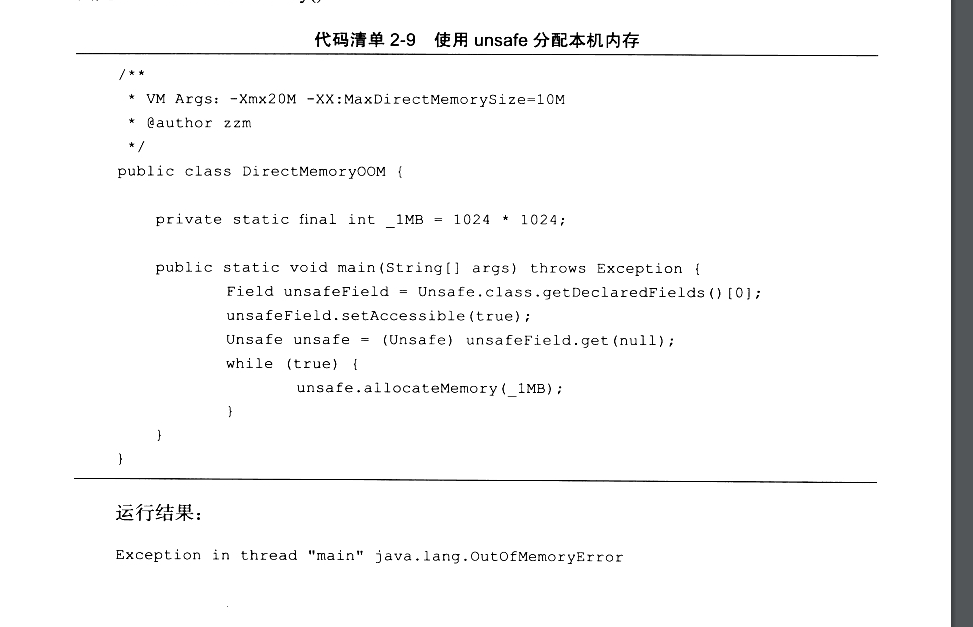 代码清单 2-9 使用 unsafe 分配本机内存
/**
 * VM Args: -Xmx20M -XX:MaxDirectMemorySize=10M
 * @author zzm
 */
public class DirectMemoryOOM {
private static final int _1MB = 1024 * 1024;
public static void main(String[] args) throws Exception {
Field unsafeField = Unsafe.class.getDeclaredFields()[0];
unsafeField.setAccessible(true);
Unsafe unsafe = (Unsafe) unsafeField.get(null);
while (true) {
unsafe.allocateMemory(_1MB);
}
}
}
运行结果:
Exception in thread "main" java.lang.OutOfMemoryError